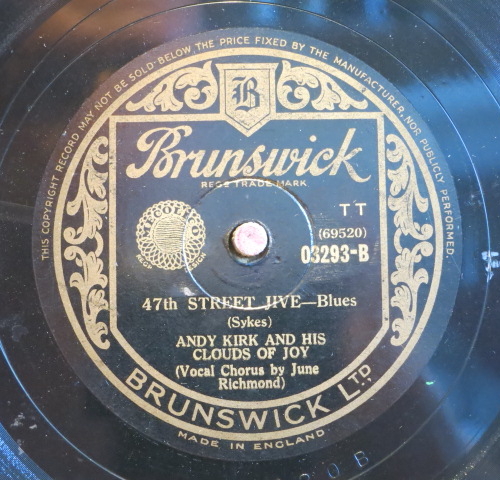 THIS COPYRIGHT RECORD MAY NOT BE SOLD BELOW THE PRICE FIXED BY THE MANUFACTURER, NOR PUBLICLY PERFORMED.
B
Brunswick
REGD TRADE MARK
TT
(69520)
03293-B
47th STREET JIVE—Blues
(Sykes)
ANDY KIRK AND HIS
CLOUDS OF JOY
(Vocal Chorus by June
Richmond)
BRUNSWICK LTD
MADE IN ENGLAND